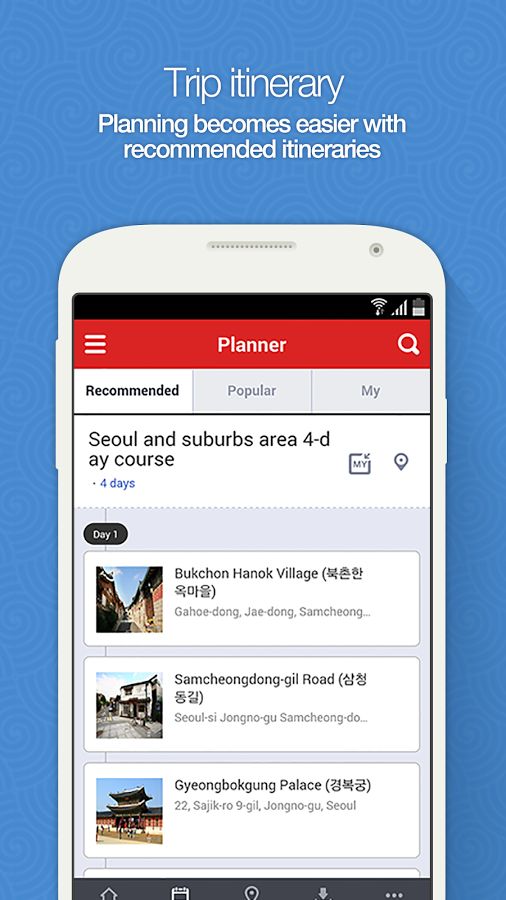 Trip itinerary
Planning becomes easier with
recommended itineraries
Planner
Recommended
Popular
My
Seoul and suburbs area 4-d
ay course
MY
· 4 days
Day 1
Bukchon Hanok Village (북촌한
옥마을)
Gahoe-dong, Jae-dong, Samcheong...
Samcheongdong-gil Road (삼청
동길)
Seoul-si Jongno-gu Samcheong-do...
Gyeongbokgung Palace (경복궁)
22, Sajik-ro 9-gil, Jongno-gu, Seoul